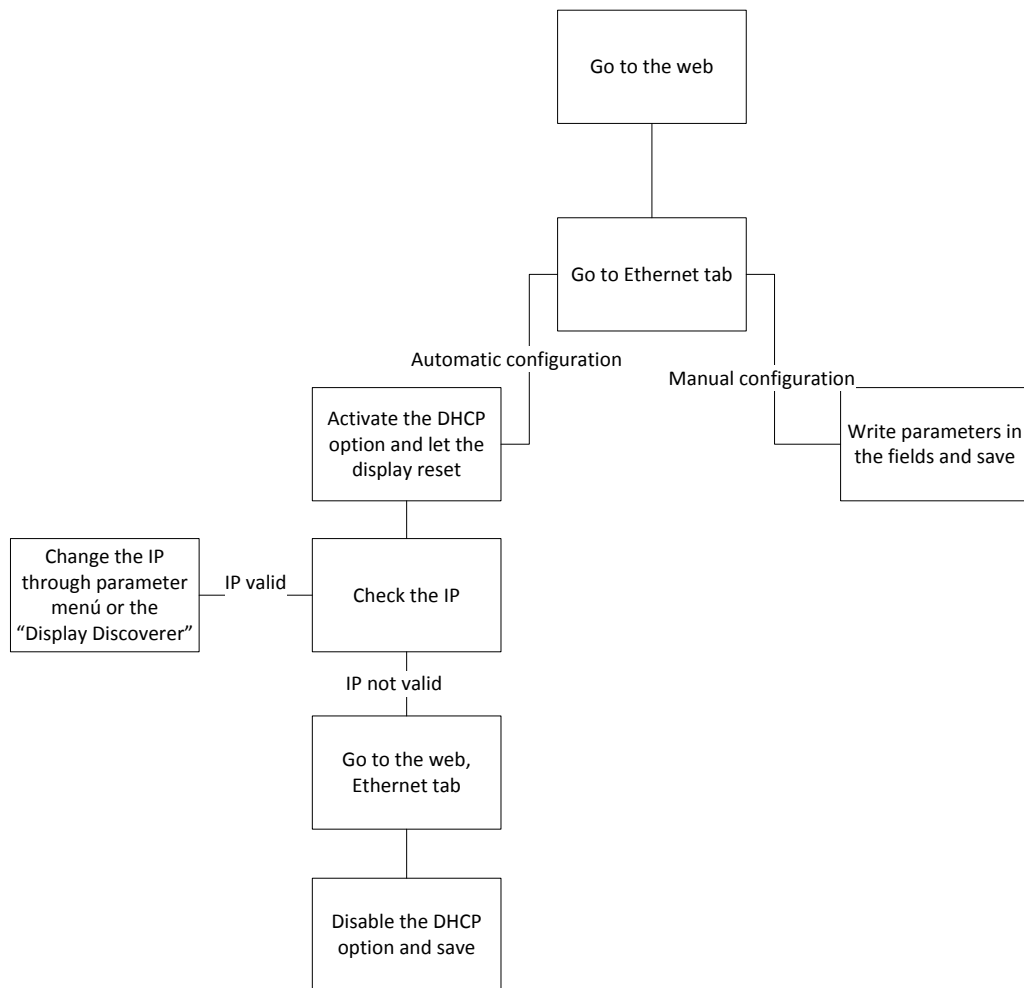 Go to the web
Go to Ethernet tab
Automatic configuration
Manual configuration
Activate the DHCP
option and let the
display reset
Write parameters in
the fields and save
Change the IP
through parameter
menú or the
“Display Discoverer”
IP valid
Check the IP
IP not valid
Go to the web,
Ethernet tab
Disable the DHCP
option and save